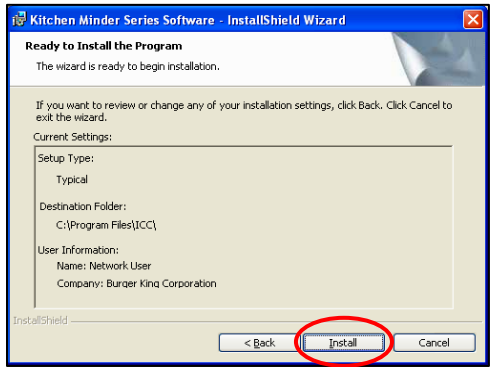 Kitchen Minder Series Software - InstallShield Wizard
Ready to Install the Program
The wizard is ready to begin installation.
If you want to review or change any of your installation settings, click Back. Click Cancel to
exit the wizard.
Current Settings:
Setup Type:
Typical
Destination Folder:
C:\Program Files\ICC\
User Information:
Name: Network User
Company: Burger King Corporation
InstallShield
< Back
Install
Cancel